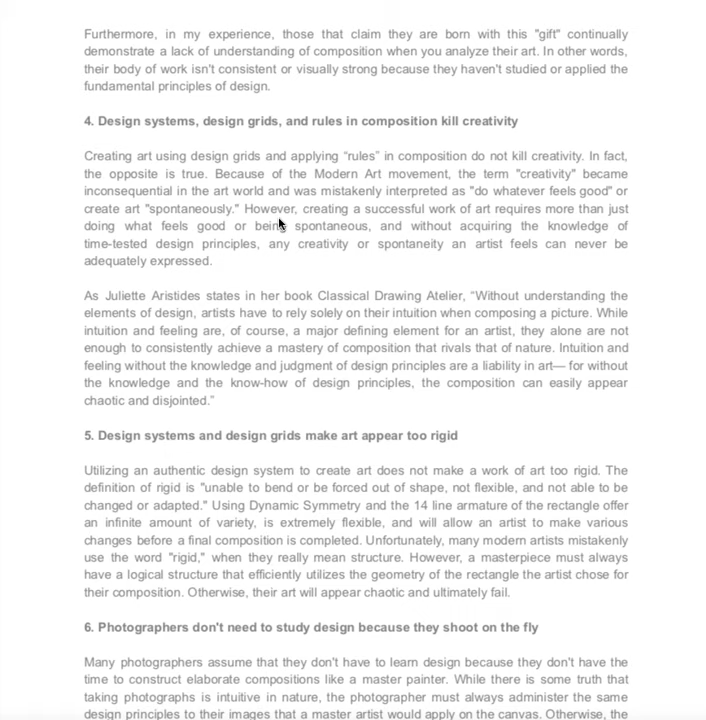 Furthermore, in my experience, those that claim they are born with this "gift" continually
demonstrate a lack of understanding of composition when you analyze their art. In other words,
their body of work isn't consistent or visually strong because they haven't studied or applied the
fundamental principles of design.
4. Design systems, design grids, and rules in composition kill creativity
Creating art using design grids and applying “rules” in composition do not kill creativity. In fact,
the opposite is true. Because of the Modern Art movement, the term "creativity" became
inconsequential in the art world and was mistakenly interpreted as "do whatever feels good" or
create art "spontaneously." However, creating a successful work of art requires more than just
doing what feels good or being spontaneous, and without acquiring the knowledge of
time-tested design principles, any creativity or spontaneity an artist feels can never be
adequately expressed.
As Juliette Aristides states in her book Classical Drawing Atelier, “Without understanding the
elements of design, artists have to rely solely on their intuition when composing a picture. While
intuition and feeling are, of course, a major defining element for an artist, they alone are not
enough to consistently achieve a mastery of composition that rivals that of nature. Intuition and
feeling without the knowledge and judgment of design principles are a liability in art— for without
the knowledge and the know-how of design principles, the composition can easily appear
chaotic and disjointed.”
5. Design systems and design grids make art appear too rigid
Utilizing an authentic design system to create art does not make a work of art too rigid. The
definition of rigid is "unable to bend or be forced out of shape, not flexible, and not able to be
changed or adapted." Using Dynamic Symmetry and the 14 line armature of the rectangle offer
an infinite amount of variety, is extremely flexible, and will allow an artist to make various
changes before a final composition is completed. Unfortunately, many modern artists mistakenly
use the word "rigid," when they really mean structure. However, a masterpiece must always
have a logical structure that efficiently utilizes the geometry of the rectangle the artist chose for
their composition. Otherwise, their art will appear chaotic and ultimately fail.
6. Photographers don't need to study design because they shoot on the fly
Many photographers assume that they don't have to learn design because they don't have the
time to construct elaborate compositions like a master painter. While there is some truth that
taking photographs is intuitive in nature, the photographer must always administer the same
design principles to their images that a master artist would apply on the canvas. Otherwise, the